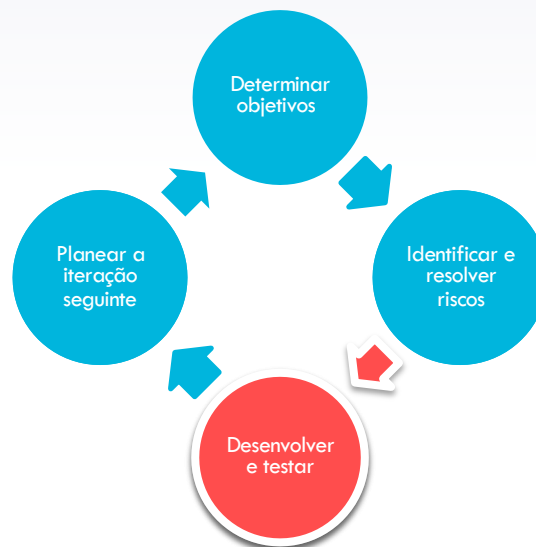 Determinar
objetivos
Identificar e
resolver
riscos
Desenvolver
e testar
Planear a
iteração
seguinte